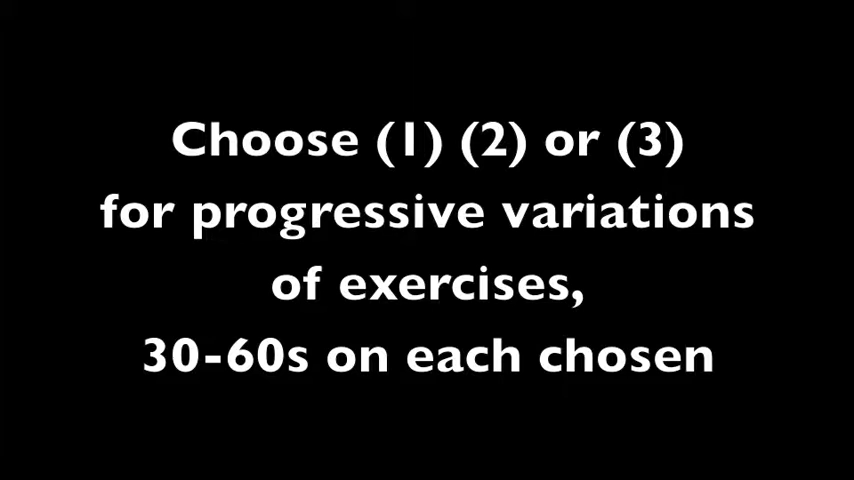 Choose (1) (2) or (3)
for progressive variations
of exercises,
30-60s on each chosen